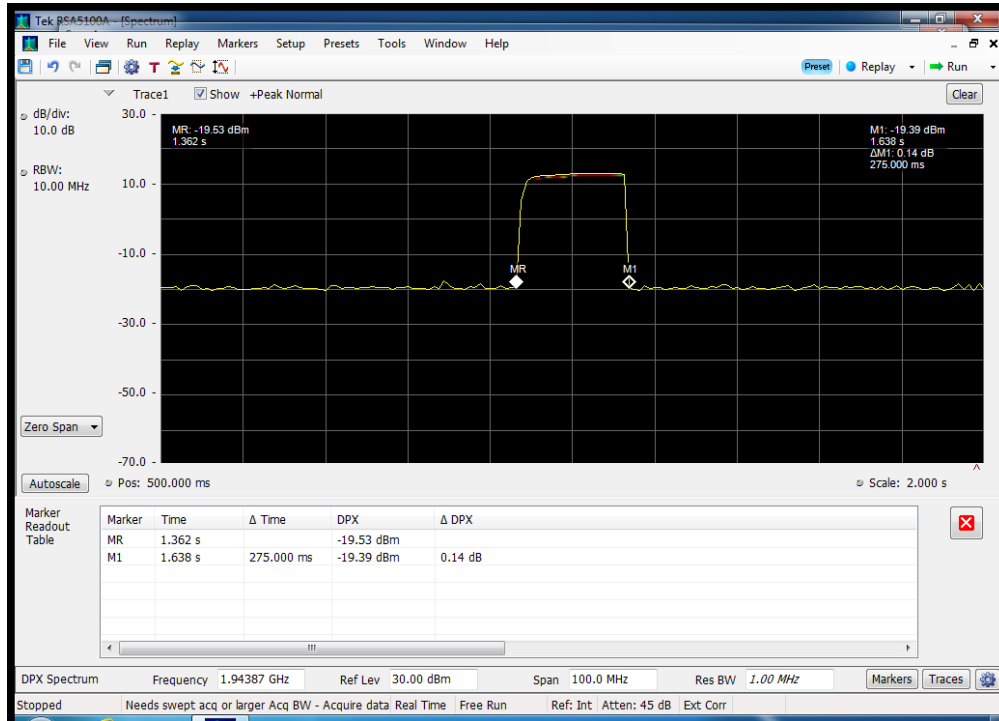 Tek RSA5100A - [Spectrum]
File View Run Replay Markers Setup Presets Tools Window Help
T
Preset Replay Run
Trace1 Show +Peak Normal Clear
dB/div:
10.0 dB
RBW:
10.00 MHz
30.0 -
10.0 -
-10.0 -
-30.0 -
-50.0 -
-70.0 -
MR: -19.53 dBm
1.362 s
M1: -19.39 dBm
1.638 s
ΔM1: 0.14 dB
275.000 ms
MR M1
Zero Span
Autoscale Pos: 500.000 ms Scale: 2.000 s
Marker
Readout
Table
Marker Time Δ Time DPX Δ DPX
MR 1.362 s -19.53 dBm
M1 1.638 s 275.000 ms -19.39 dBm 0.14 dB
DPX Spectrum Frequency 1.94387 GHz Ref Lev 30.00 dBm Span 100.0 MHz Res BW 1.00 MHz Markers Traces
Stopped Needs swept acq or larger Acq BW - Acquire data Real Time Free Run Ref: Int Atten: 45 dB Ext Corr